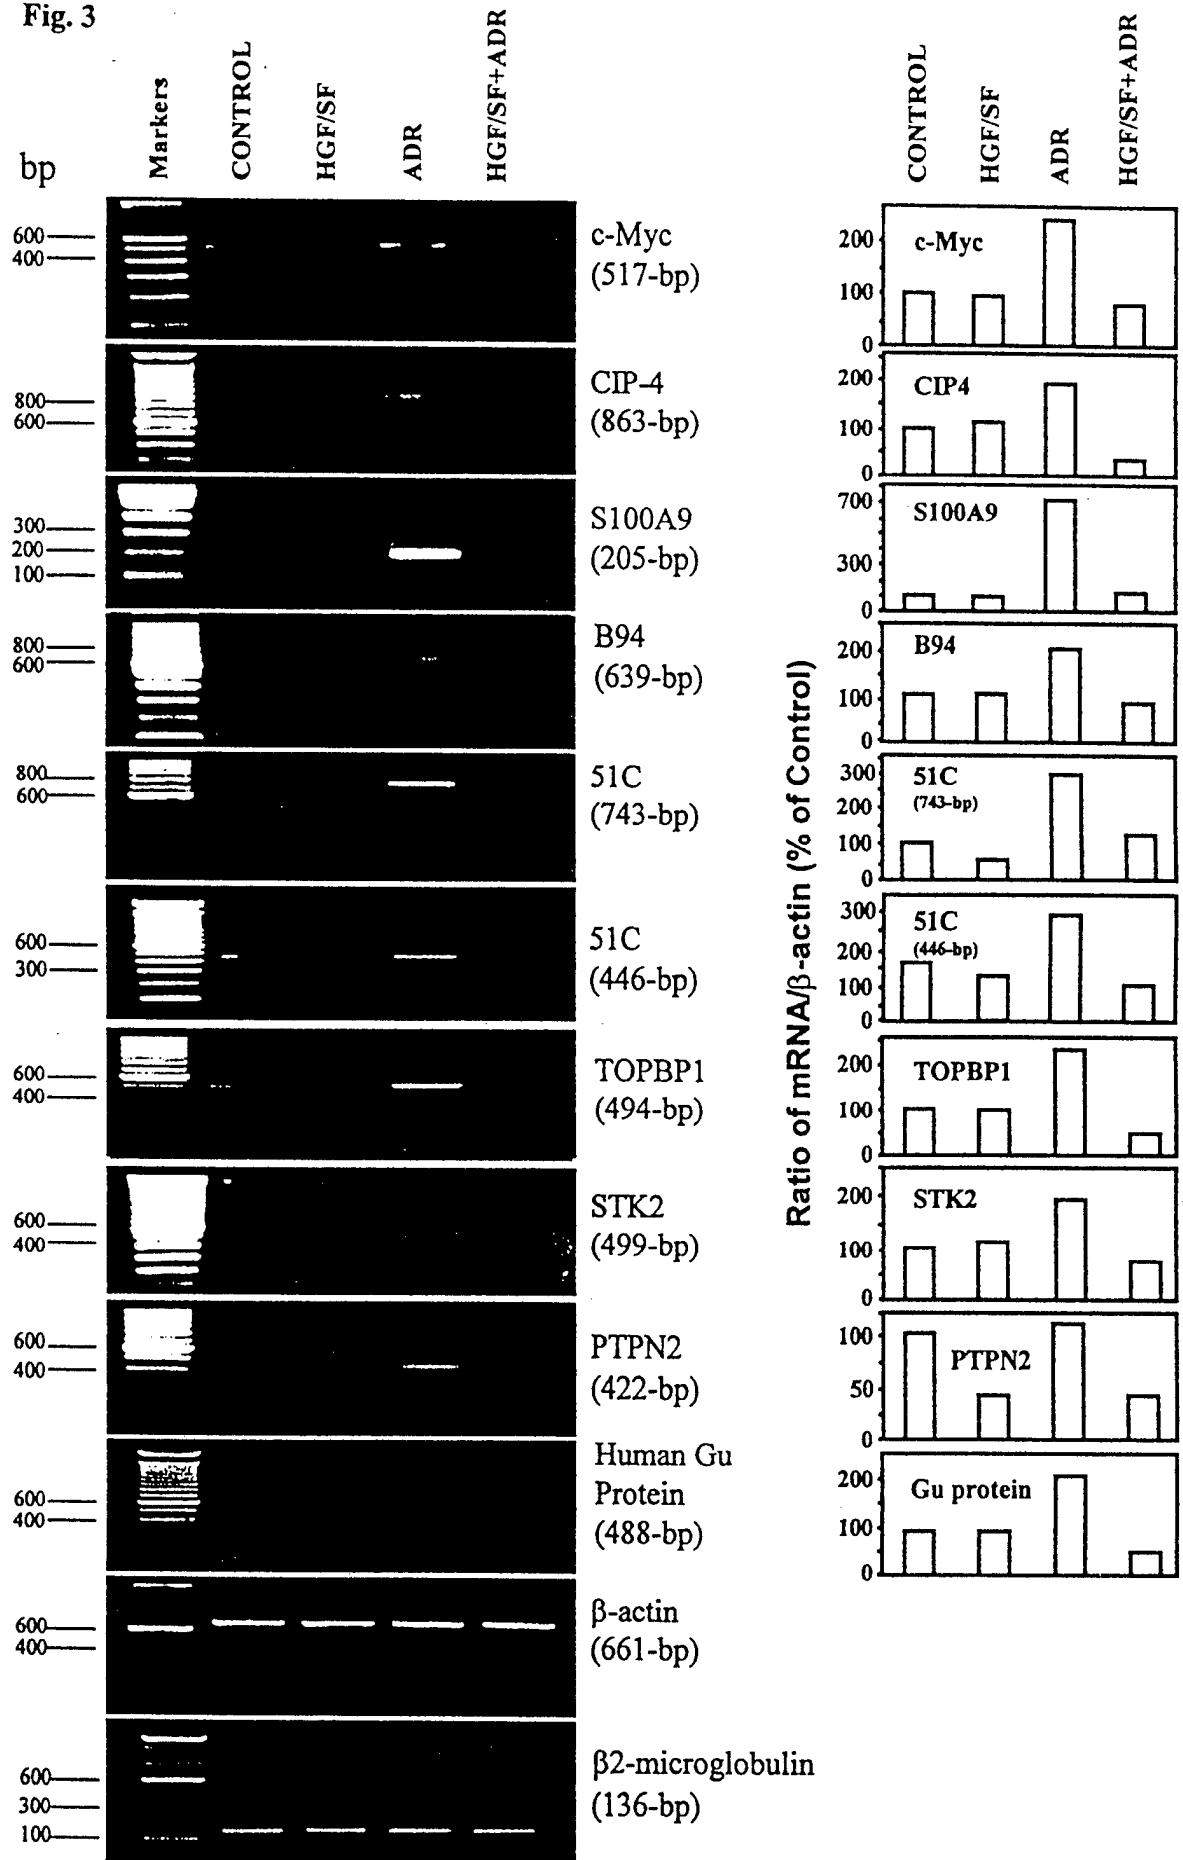 Fig. 3
bp
Markers
CONTROL
HGF/SF
ADR
HGF/SF+ADR
600
400
c-Myc
(517-bp)
800
600
CIP-4
(863-bp)
300
200
100
S100A9
(205-bp)
800
600
B94
(639-bp)
800
600
51C
(743-bp)
600
300
51C
(446-bp)
600
400
TOPBP1
(494-bp)
600
400
STK2
(499-bp)
600
400
PTPN2
(422-bp)
600
400
Human Gu
Protein
(488-bp)
600
400
β-actin
(661-bp)
600
300
100
β2-microglobulin
(136-bp)
CONTROL
HGF/SF
ADR
HGF/SF+ADR
Ratio of mRNA/β-actin (% of Control)
200
100
0
c-Myc
200
100
0
CIP4
700
300
0
S100A9
200
100
0
B94
300
200
100
0
51C
(743-bp)
300
200
100
0
51C
(446-bp)
200
100
0
TOPBP1
200
100
0
STK2
100
50
0
PTPN2
200
100
0
Gu protein